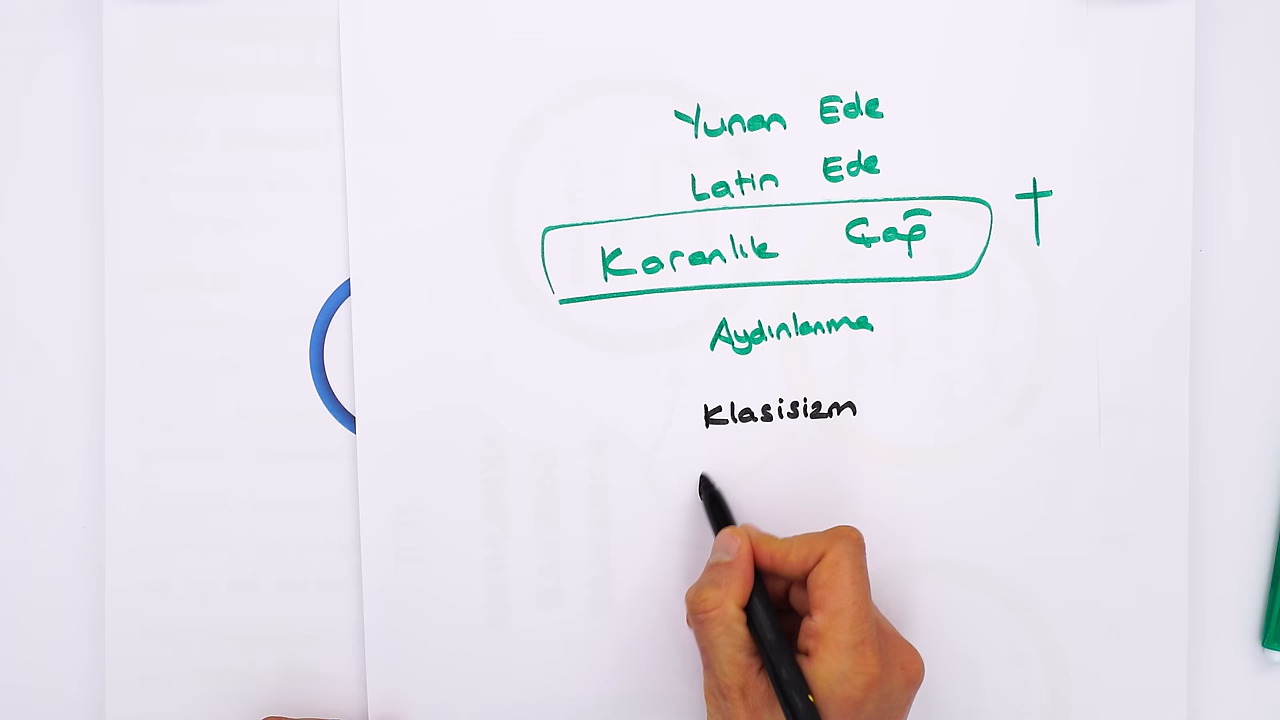 Yunan Ede
Latin Ede
Karanlık Çağ
Aydınlanma
Klasisizm